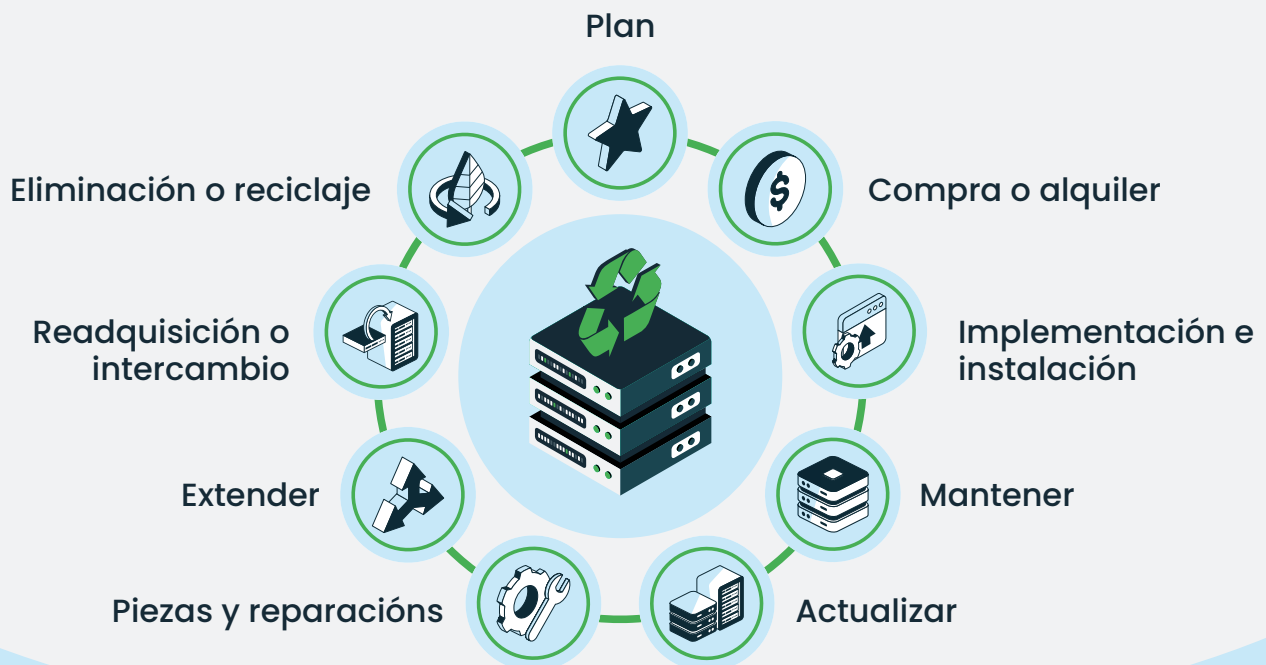 Plan
Compra o alquiler
Implementación e
instalación
Mantener
Actualizar
Piezas y reparacións
Extender
Readquisición o
intercambio
Eliminación o reciclaje
$